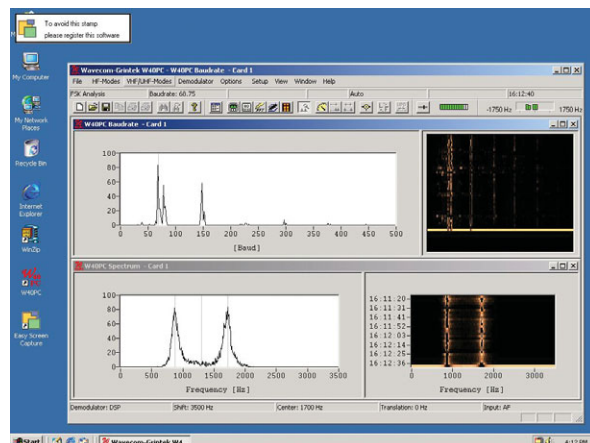 To avoid this stamp
please register this software
My Computer
My Network
Places
Recycle Bin
Internet
Explorer
WinZip
W40PC
Easy Screen
Capture
Wavecom-Grintek W40PC - W40PC Baudrate - Card 1
File HF-Modes VHF/UHF-Modes Demodulator Options Setup View Window Help
FSK Analysis Baudrate: 68.75 Auto 16:12:40
-1750 Hz 1750 Hz
W40PC Baudrate - Card 1
100
80
60
40
20
0
0 50 100 150 200 250 300 350 400 450 500
[Baud]
W40PC Spectrum - Card 1
100
80
60
40
20
0
0 500 1000 1500 2000 2500 3000 3500
Frequency [Hz]
16:11:20
16:11:31
16:11:41
16:11:52
16:12:03
16:12:14
16:12:25
16:12:36
0 1000 2000 3000
Frequency [Hz]
Demodulator: DSP Shift: 3500 Hz Center: 1700 Hz Translation: 0 Hz Input: AF
Start Wavecom-Grintek W4... 4:12 PM